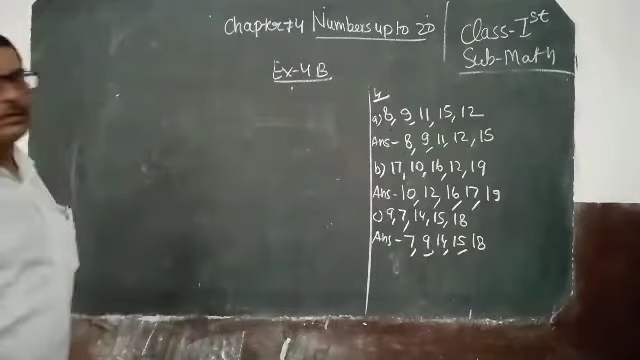 Chapter 4 Numbers up to 20
Class-Ist
Sub-Math
Ex-4B
4
a) 8, 9, 11, 15, 12
Ans- 8, 9, 11, 12, 15
b) 17, 10, 16, 12, 19
Ans- 10, 12, 16, 17, 19
c) 9, 7, 14, 15, 18
Ans- 7, 9, 14, 15, 18